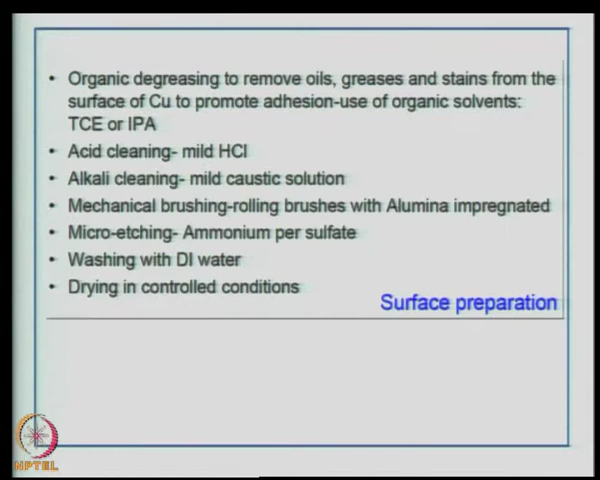 • Organic degreasing to remove oils, greases and stains from the
surface of Cu to promote adhesion-use of organic solvents:
TCE or IPA
• Acid cleaning- mild HCl
• Alkali cleaning- mild caustic solution
• Mechanical brushing-rolling brushes with Alumina impregnated
• Micro-etching- Ammonium per sulfate
• Washing with DI water
• Drying in controlled conditions
Surface preparation
NPTEL